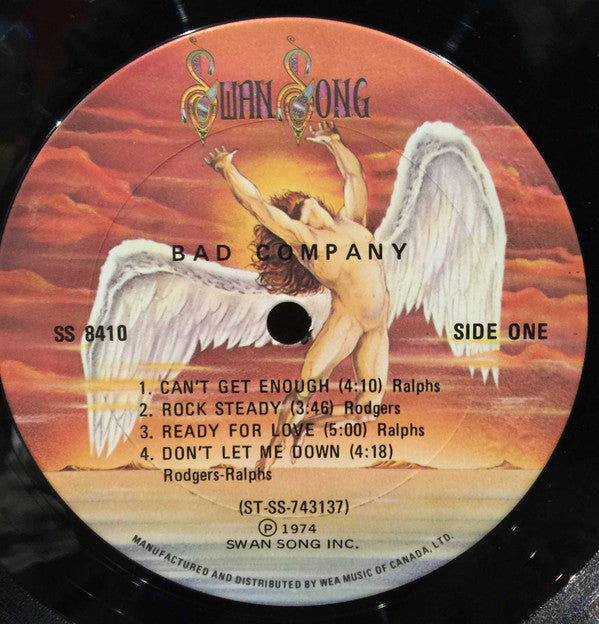 SWAN SONG
BAD COMPANY
SS 8410
SIDE ONE
1. CAN'T GET ENOUGH (4:10) Ralphs
2. ROCK STEADY (3:46) Rodgers
3. READY FOR LOVE (5:00) Ralphs
4. DON'T LET ME DOWN (4:18)
Rodgers-Ralphs
(ST-SS-743137)
Ⓟ 1974
SWAN SONG INC.
MANUFACTURED AND DISTRIBUTED BY WEA MUSIC OF CANADA, LTD.